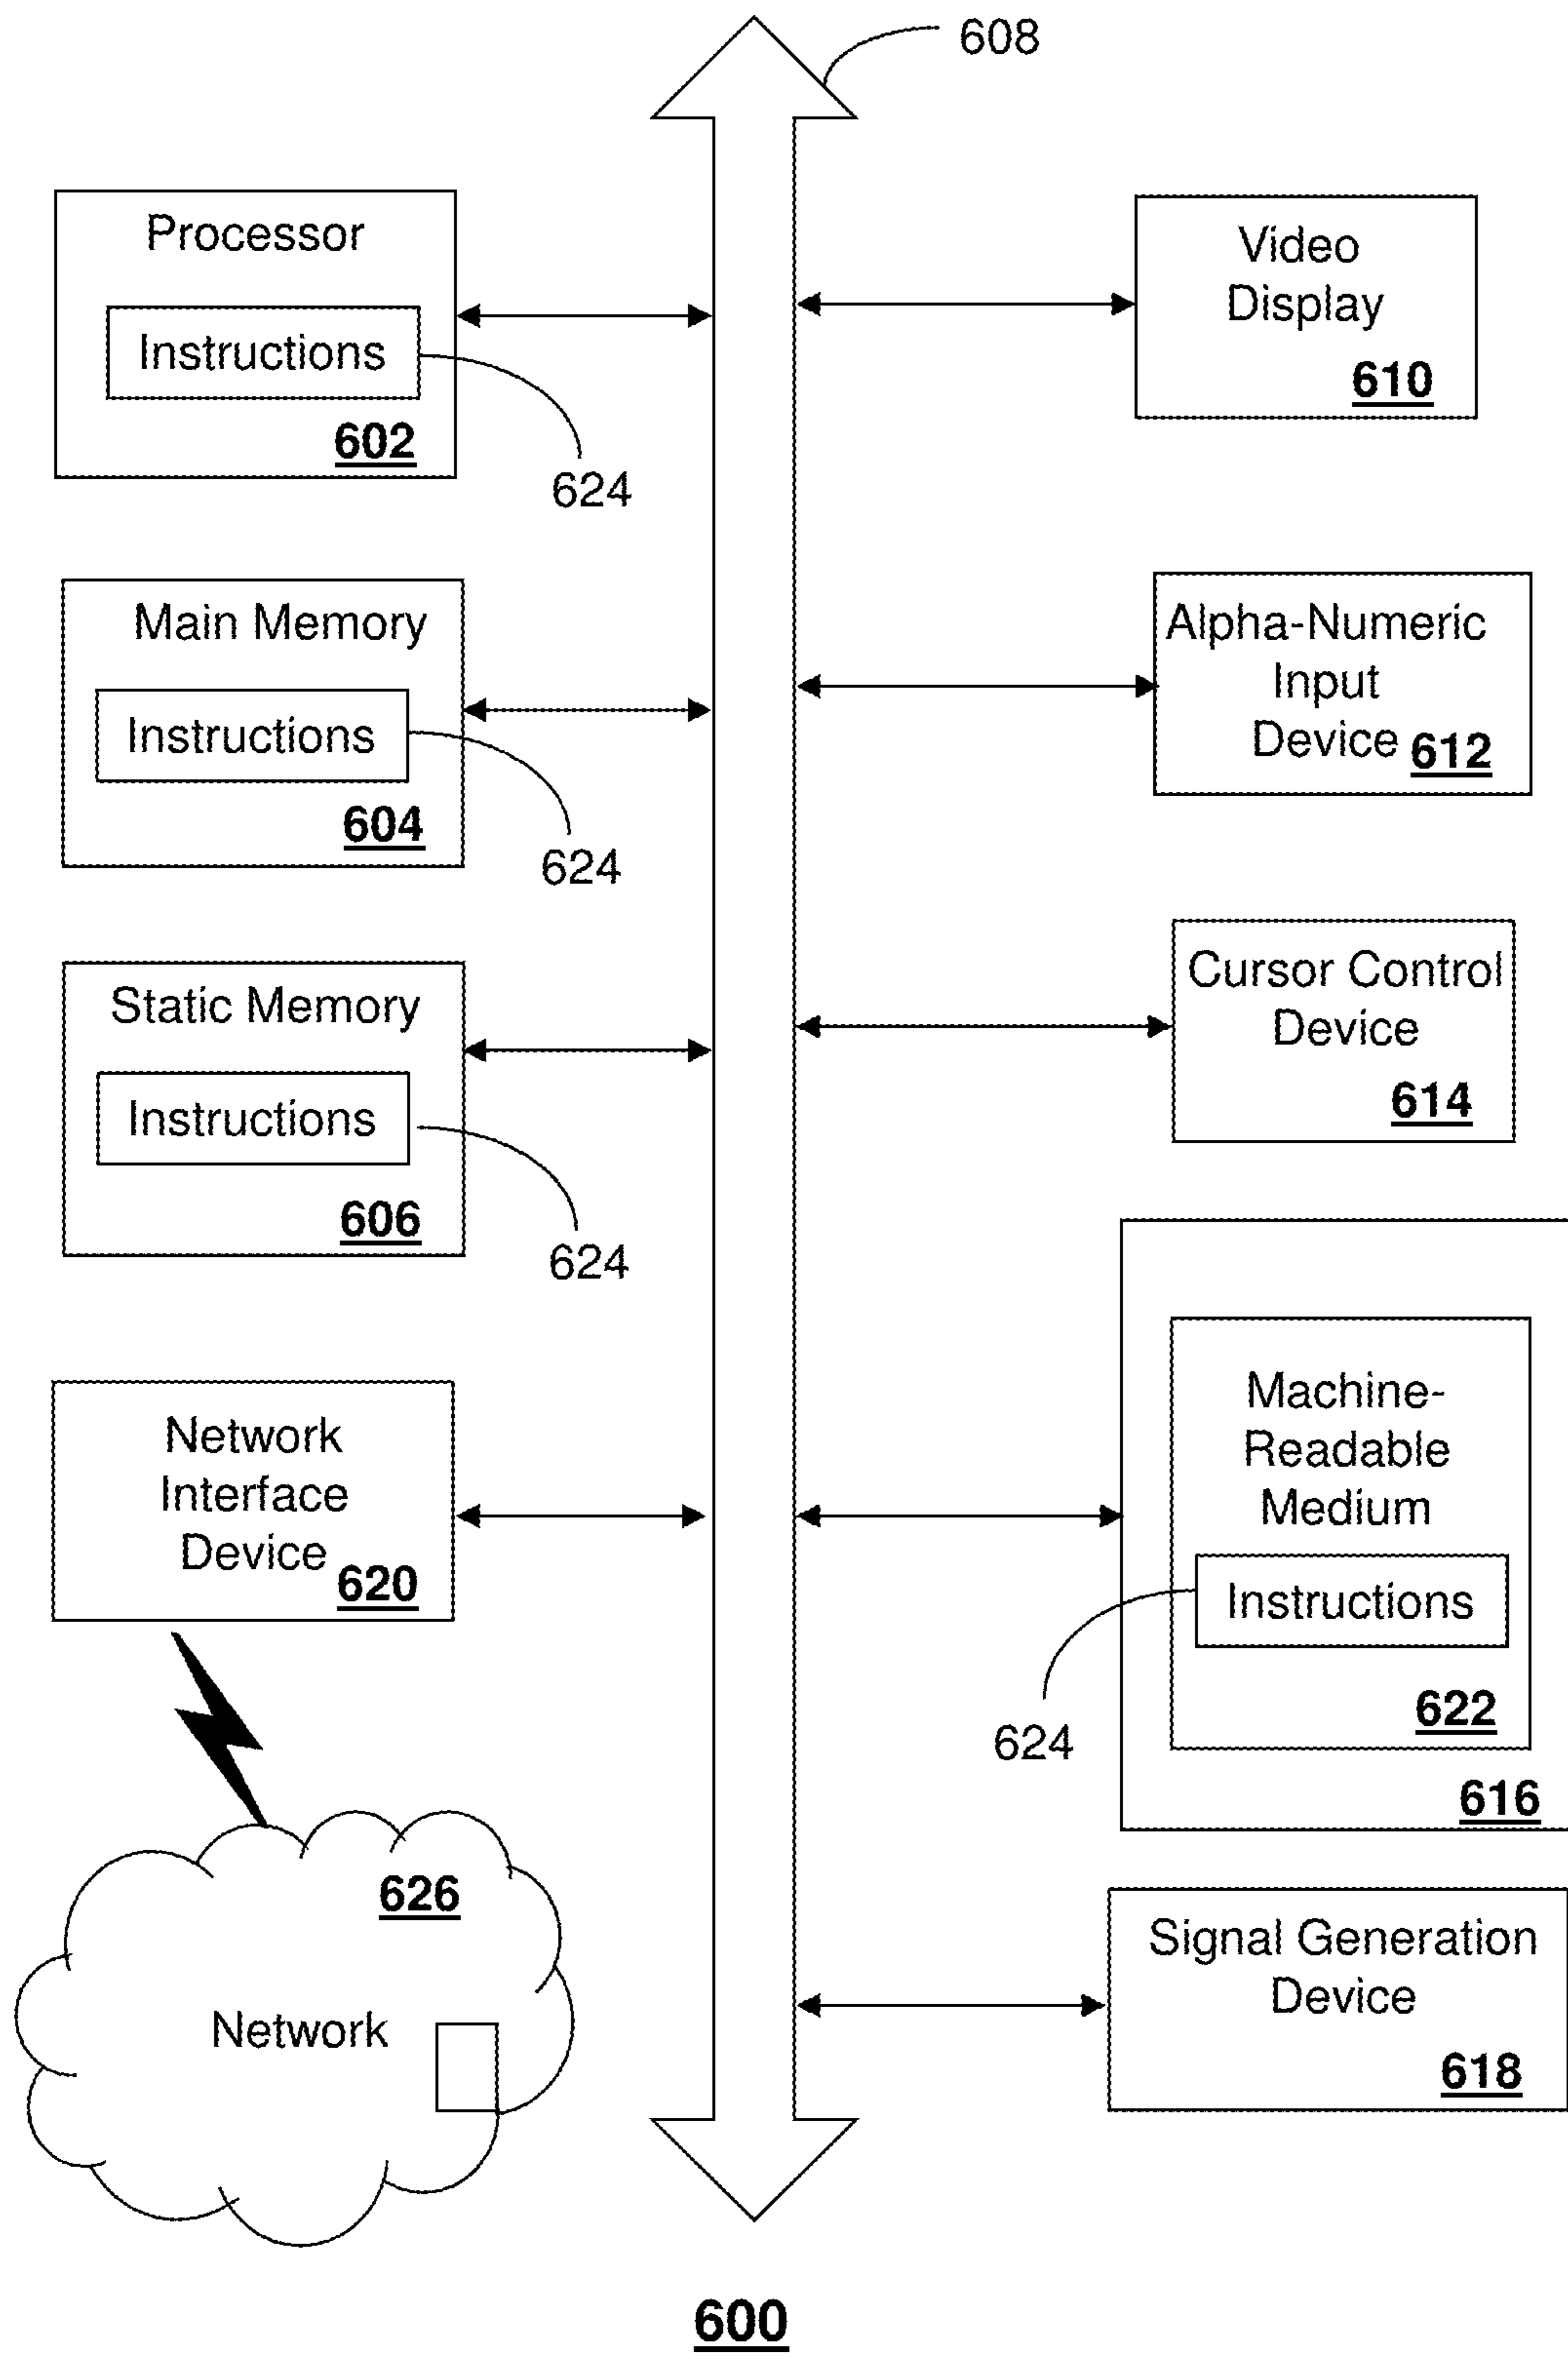 608
Processor
Instructions
602
624
Main Memory
Instructions
604
624
Static Memory
Instructions
606
624
Network
Interface
Device
620
626
Network
Video
Display
610
Alpha-Numeric
Input
Device 612
Cursor Control
Device
614
Machine-
Readable
Medium
Instructions
622
624
616
Signal Generation
Device
618
600